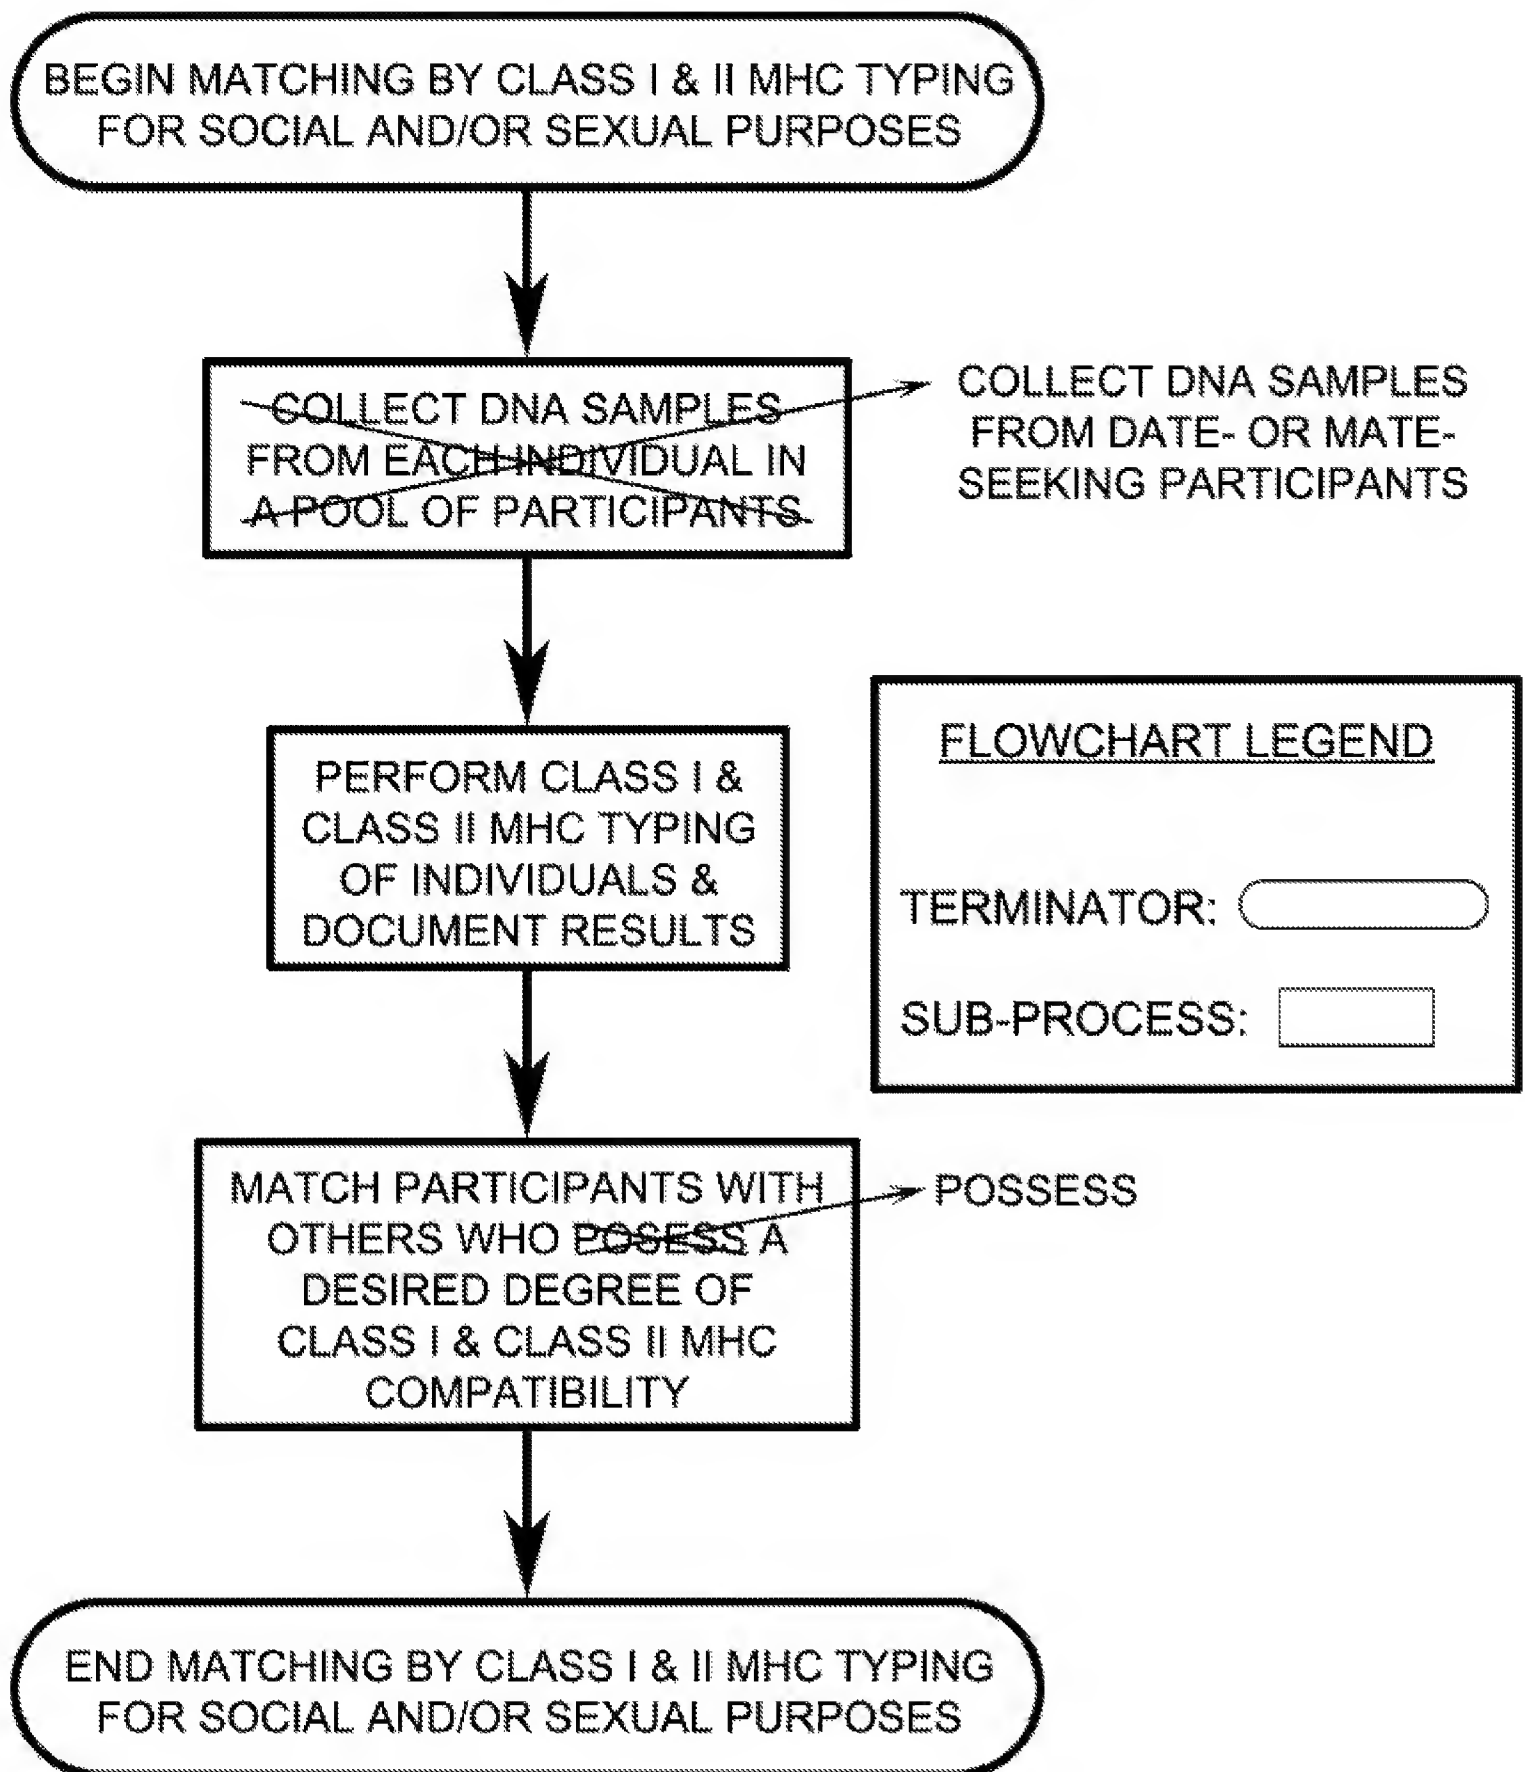 BEGIN MATCHING BY CLASS I & II MHC TYPING
FOR SOCIAL AND/OR SEXUAL PURPOSES
COLLECT DNA SAMPLES
FROM EACH INDIVIDUAL IN
A POOL OF PARTICIPANTS
COLLECT DNA SAMPLES
FROM DATE- OR MATE-
SEEKING PARTICIPANTS
PERFORM CLASS I &
CLASS II MHC TYPING
OF INDIVIDUALS &
DOCUMENT RESULTS
FLOWCHART LEGEND
TERMINATOR:
SUB-PROCESS:
MATCH PARTICIPANTS WITH
OTHERS WHO POSESS A
DESIRED DEGREE OF
CLASS I & CLASS II MHC
COMPATIBILITY
POSSESS
END MATCHING BY CLASS I & II MHC TYPING
FOR SOCIAL AND/OR SEXUAL PURPOSES